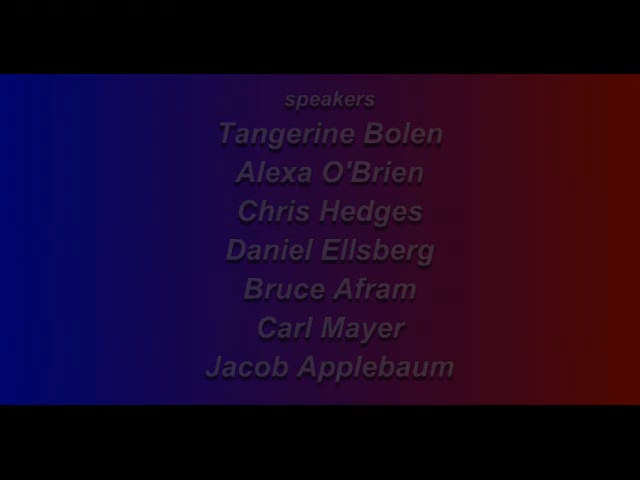 speakers
Tangerine Bolen
Alexa O'Brien
Chris Hedges
Daniel Ellsberg
Bruce Afram
Carl Mayer
Jacob Applebaum